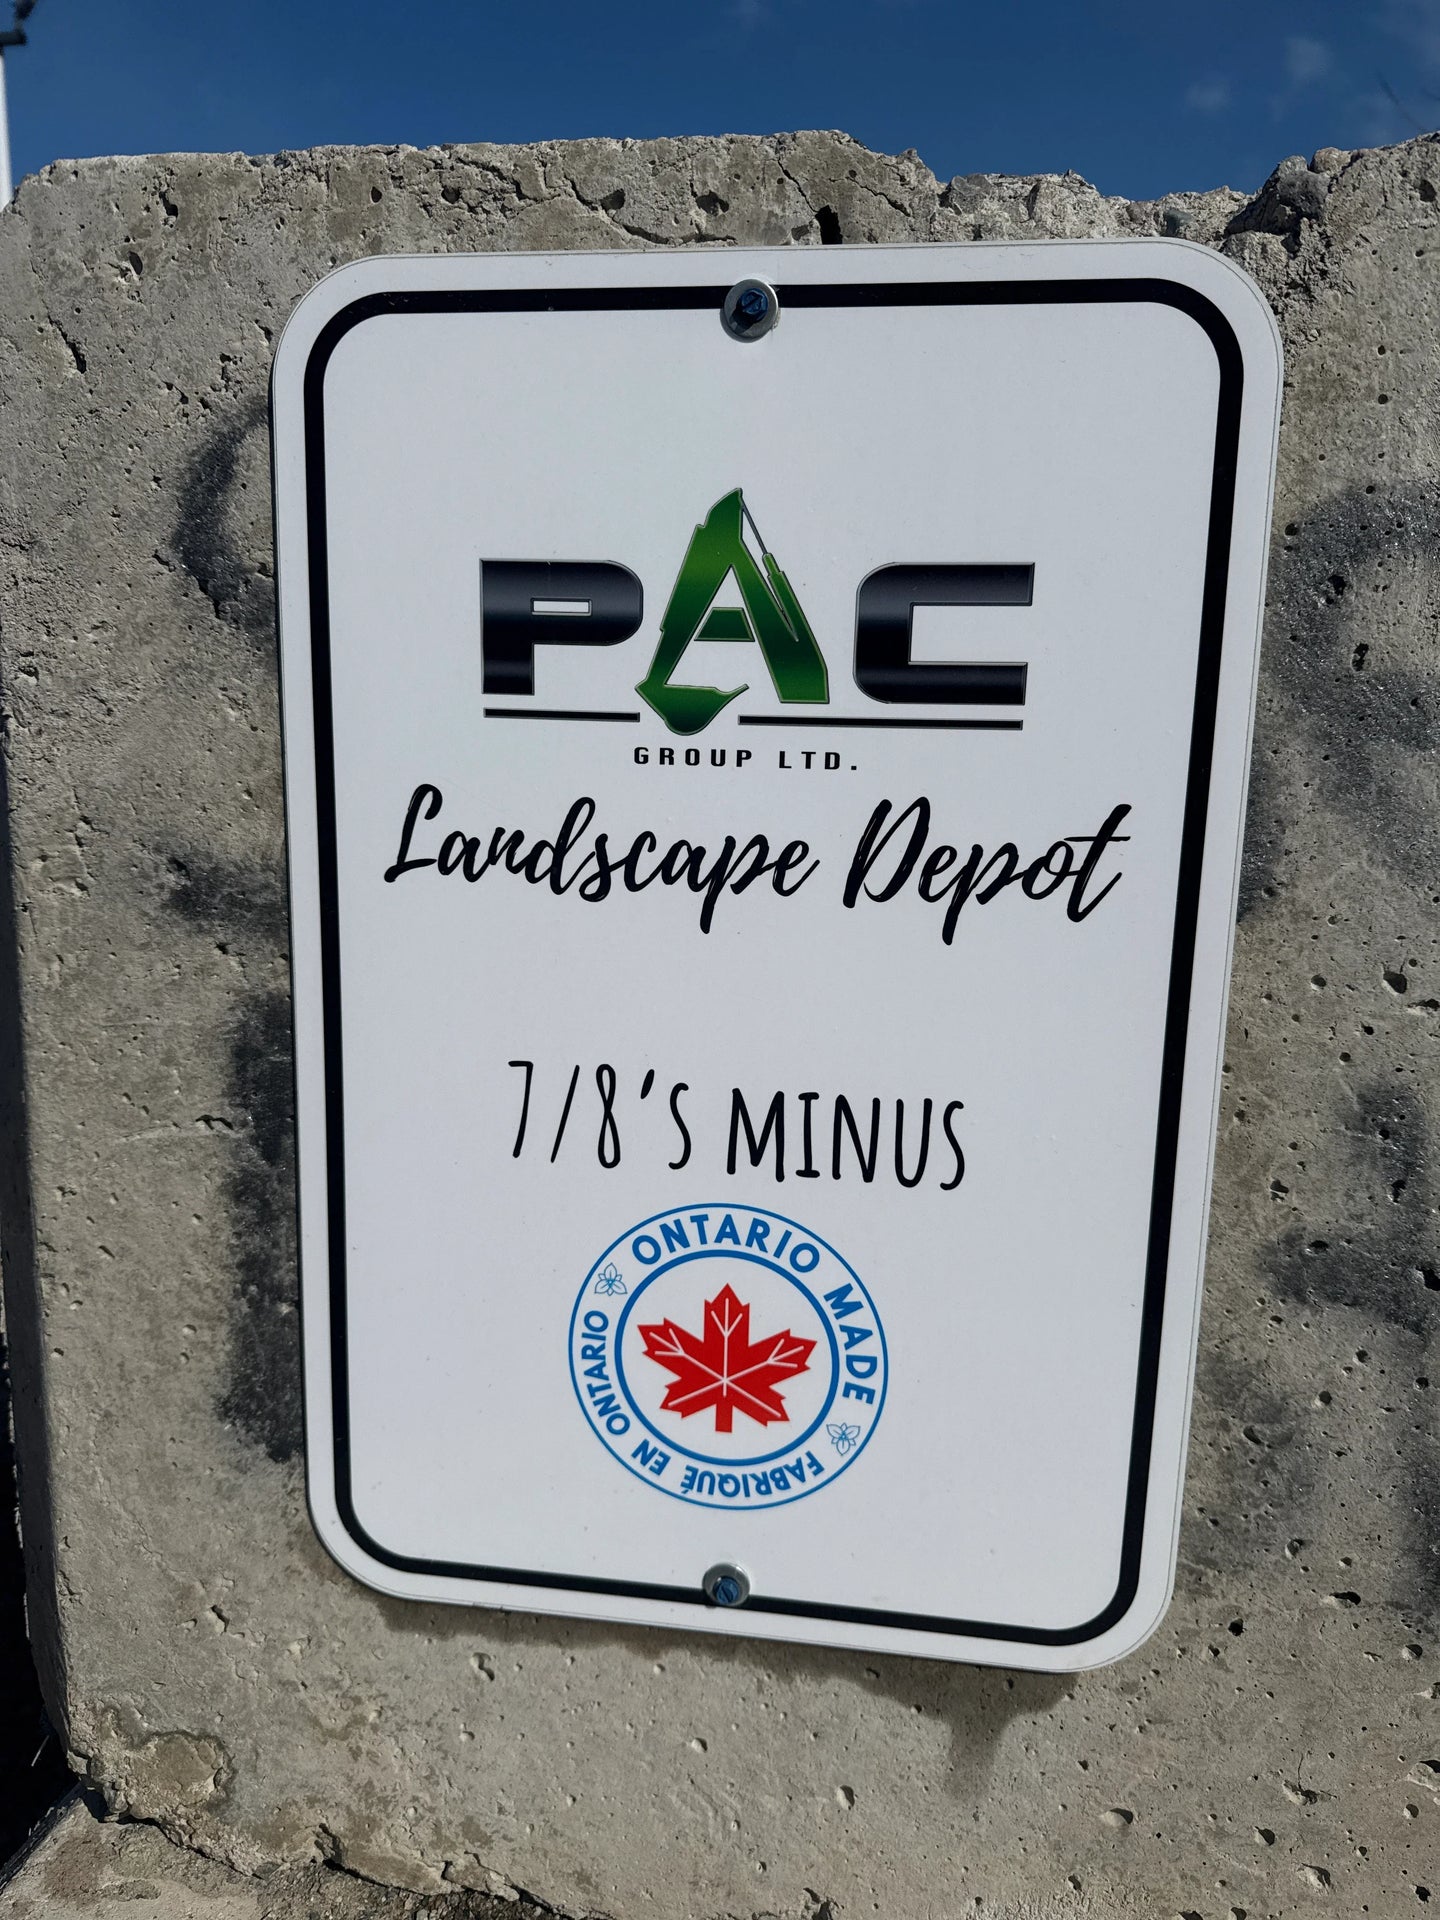 PAC
GROUP LTD.
Landscape Depot
7/8'S MINUS
ONTARIO MADE
FABRIQUÉ EN ONTARIO